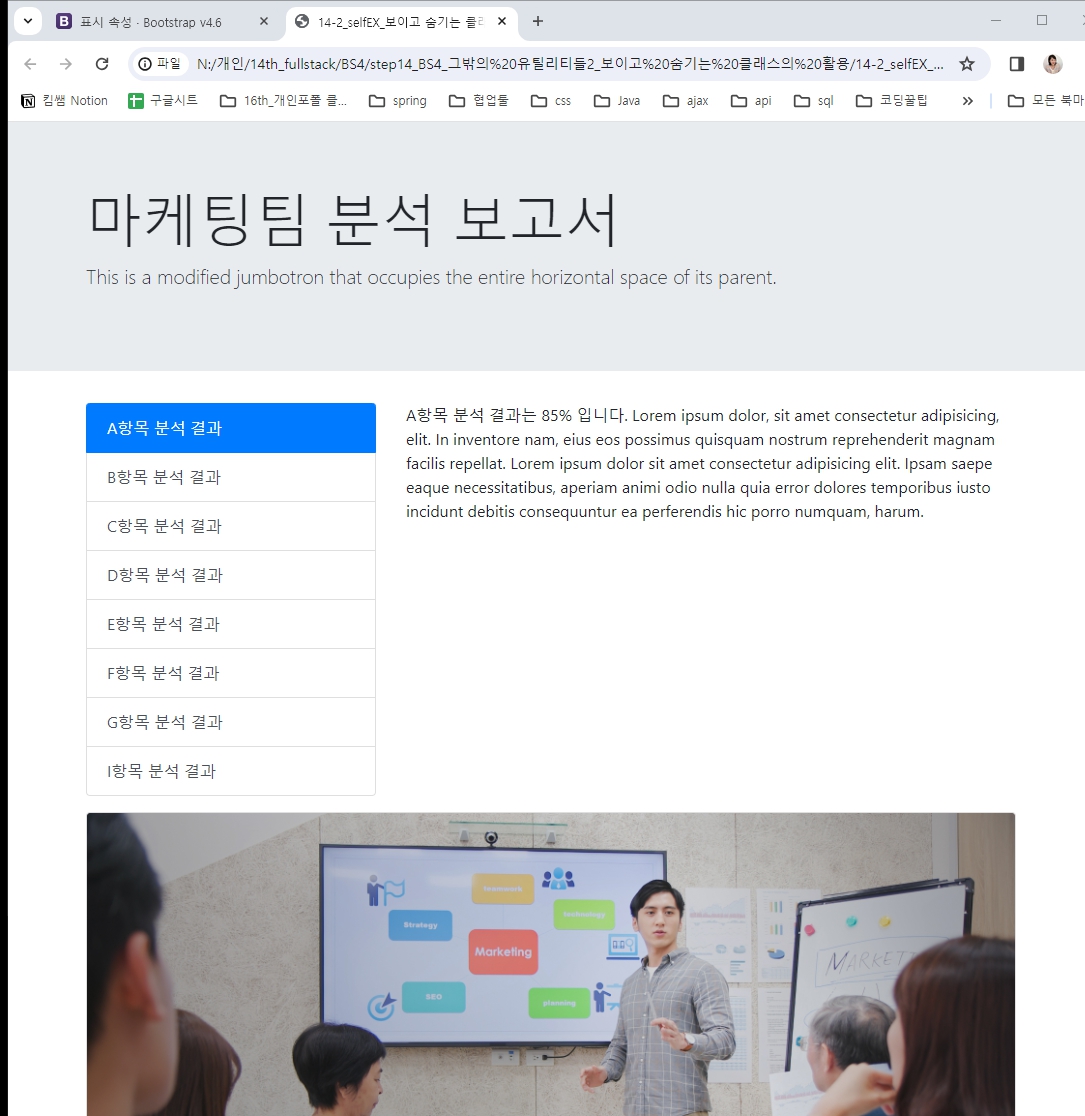 표시 속성 · Bootstrap v4.6
14-2_selfEX_보이고 숨기는 클래
파일
N:/개인/14th_fullstack/BS4/step14_BS4_그밖의%20유틸리티들2_보이고%20숨기는%20클래스의%20활용/14-2_selfEX_...
킴쌤 Notion
구글시트
16th_개인포폴 클...
spring
협업툴
css
Java
ajax
api
sql
코딩꿀팁
모든 북마
마케팅팀 분석 보고서
This is a modified jumbotron that occupies the entire horizontal space of its parent.
A항목 분석 결과
B항목 분석 결과
C항목 분석 결과
D항목 분석 결과
E항목 분석 결과
F항목 분석 결과
G항목 분석 결과
I항목 분석 결과
A항목 분석 결과는 85% 입니다. Lorem ipsum dolor, sit amet consectetur adipisicing,
elit. In inventore nam, eius eos possimus quisquam nostrum reprehenderit magnam
facilis repellat. Lorem ipsum dolor sit amet consectetur adipisicing elit. Ipsam saepe
eaque necessitatibus, aperiam animi odio nulla quia error dolores temporibus iusto
incidunt debitis consequuntur ea perferendis hic porro numquam, harum.
Teamwork
Strategy
technology
Marketing
SEO
planning
MARKET